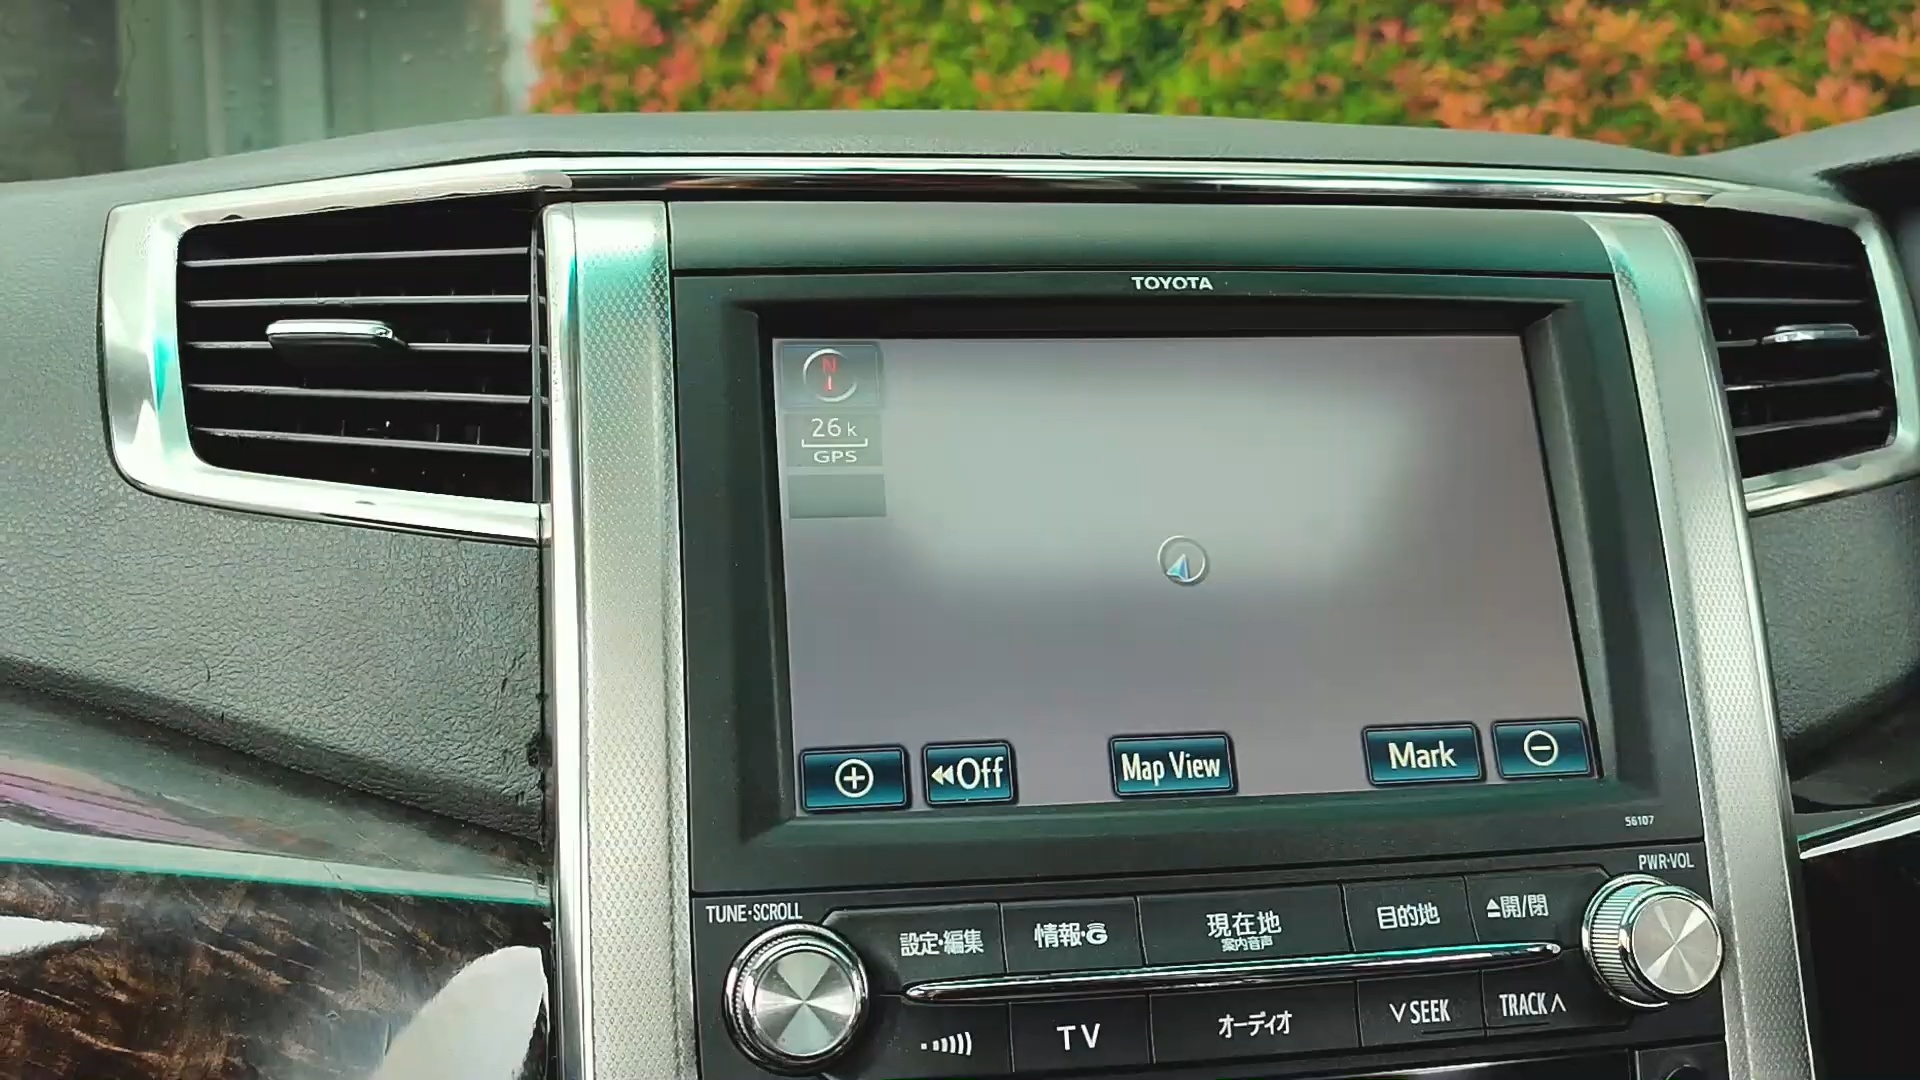 TOYOTA
N
26 k
GPS
Off
Map View
Mark
56107
PWR·VOL
TUNE·SCROLL
設定·編集
情報·G
現在地
案内音声
目的地
開/閉
TV
オーディオ
∨ SEEK
TRACK ∧